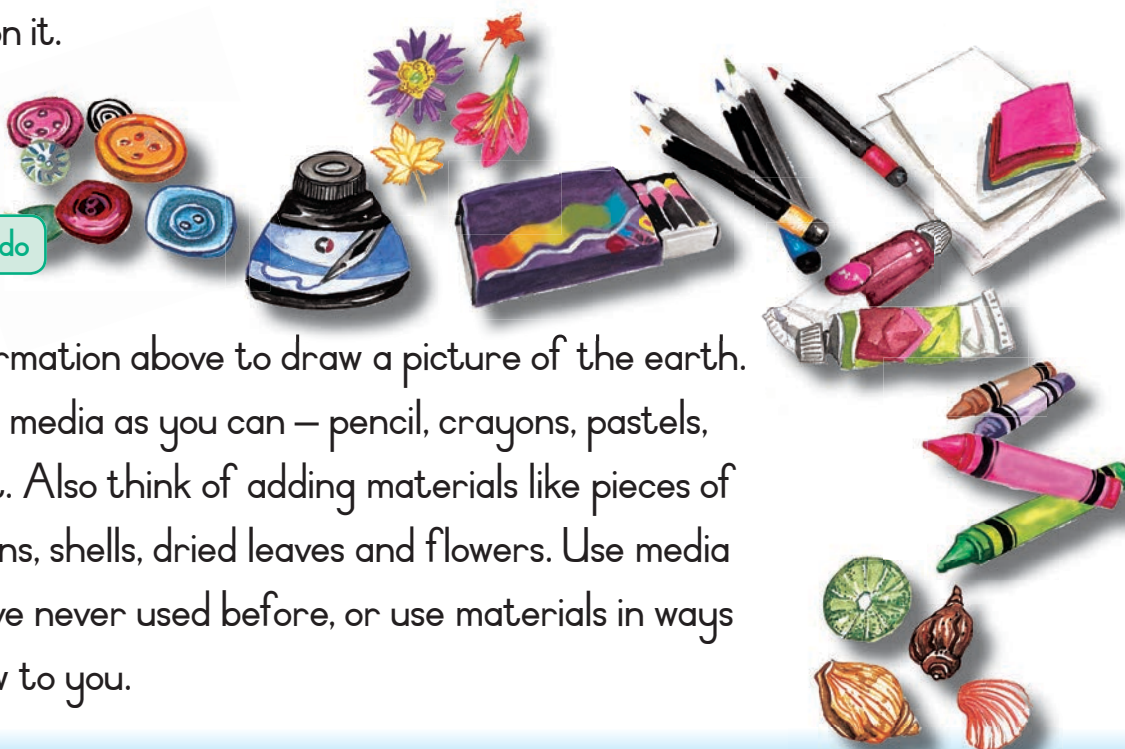 on it.
do
rmation above to draw a picture of the earth.
media as you can – pencil, crayons, pastels,
t. Also think of adding materials like pieces of
ns, shells, dried leaves and flowers. Use media
ve never used before, or use materials in ways
w to you.